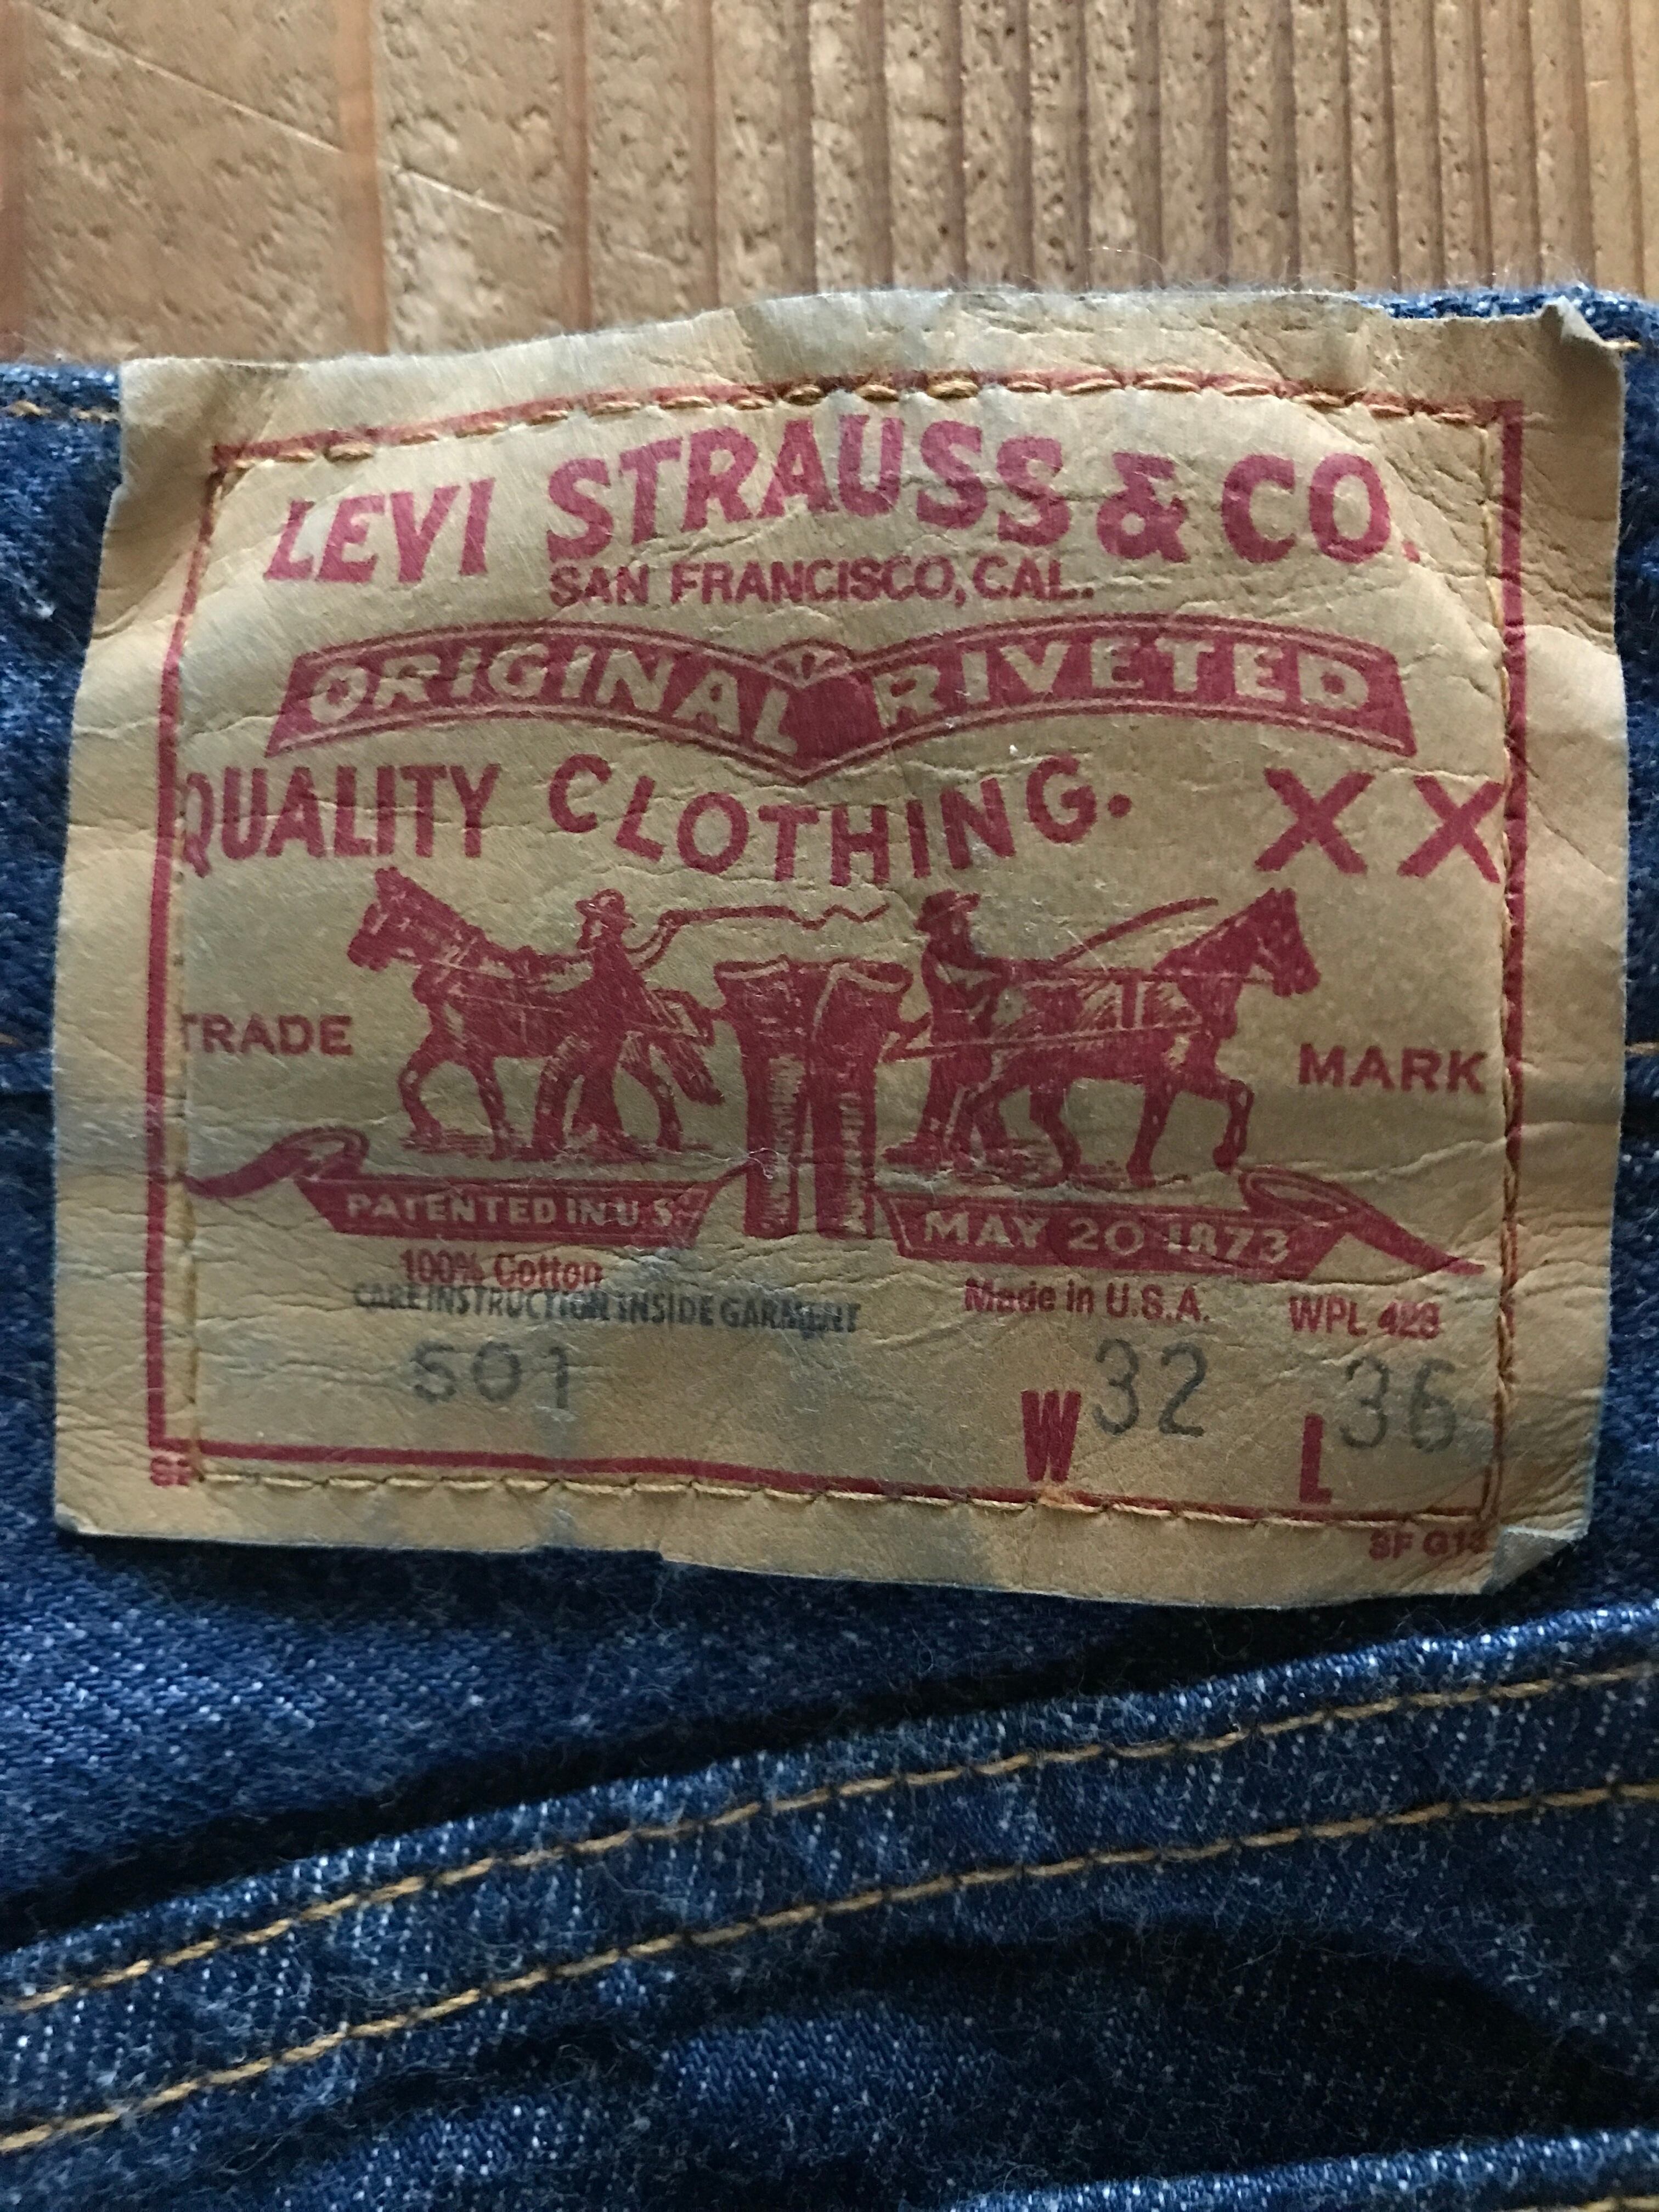 LEVI STRAUSS & CO.
SAN FRANCISCO, CAL.
ORIGINAL RIVETED
QUALITY CLOTHING. XX
TRADE MARK
PATENTED IN U.S. MAY 20 1873
100% Cotton
CARE INSTRUCTION INSIDE GARMENT
Made in U.S.A. WPL 423
501 W 32 L 36
SF